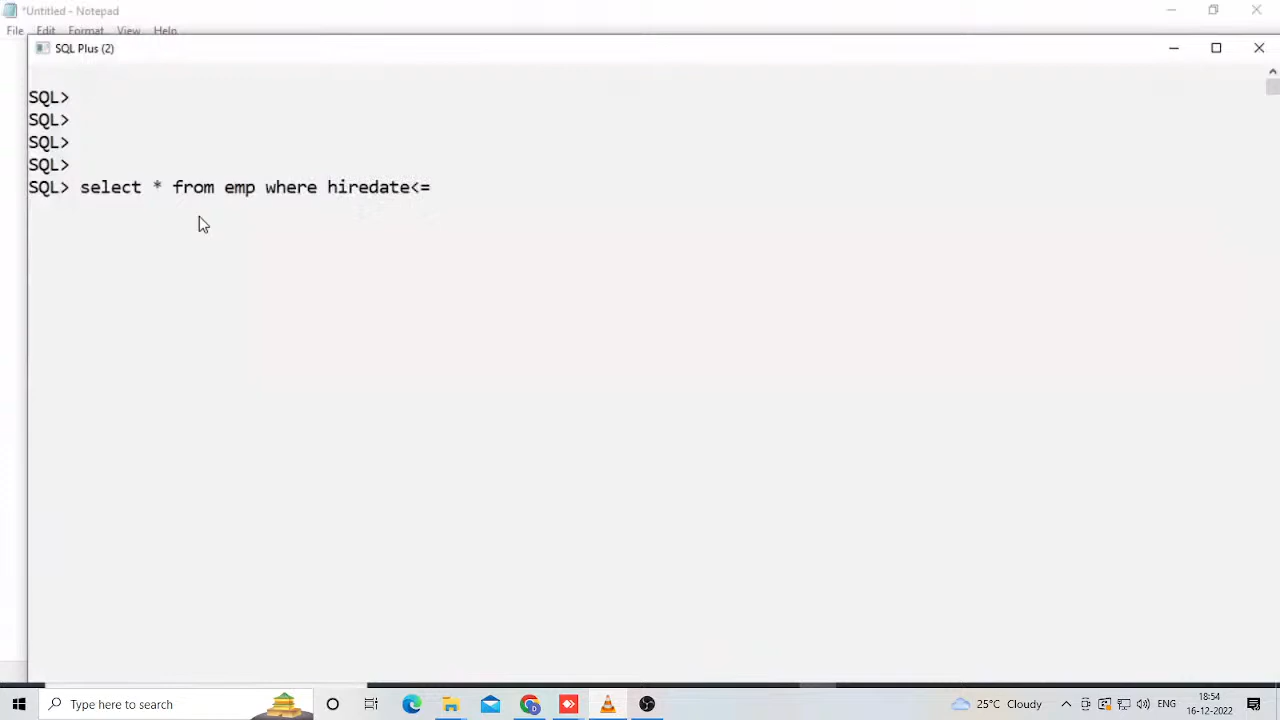 *Untitled - Notepad
File Edit Format View Help
SQL Plus (2)
SQL>
SQL>
SQL>
SQL>
SQL> select * from emp where hiredate<=
Type here to search
25°C Cloudy
ENG
18:54
16-12-2022